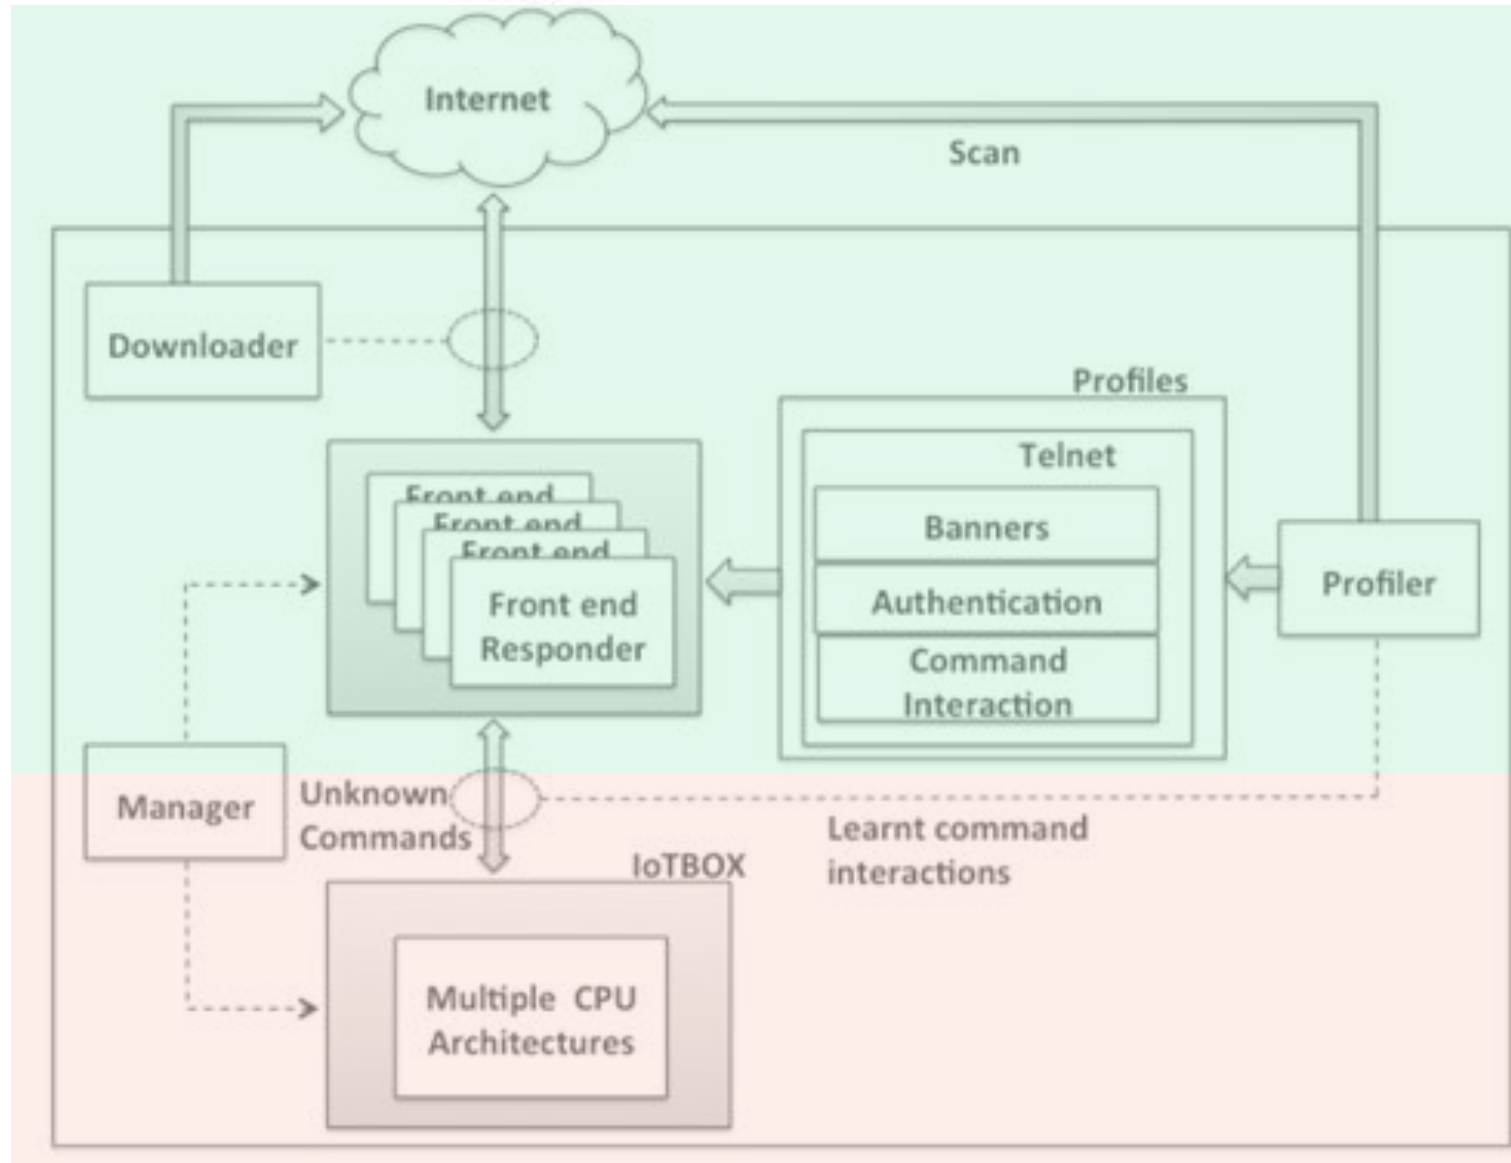 Internet
Scan
Downloader
Profiles
Telnet
Front end
Front end
Front end
Front end
Responder
Banners
Authentication
Command
Interaction
Profiler
Manager
Unknown
Commands
Learnt command
interactions
IoTBOX
Multiple CPU
Architectures